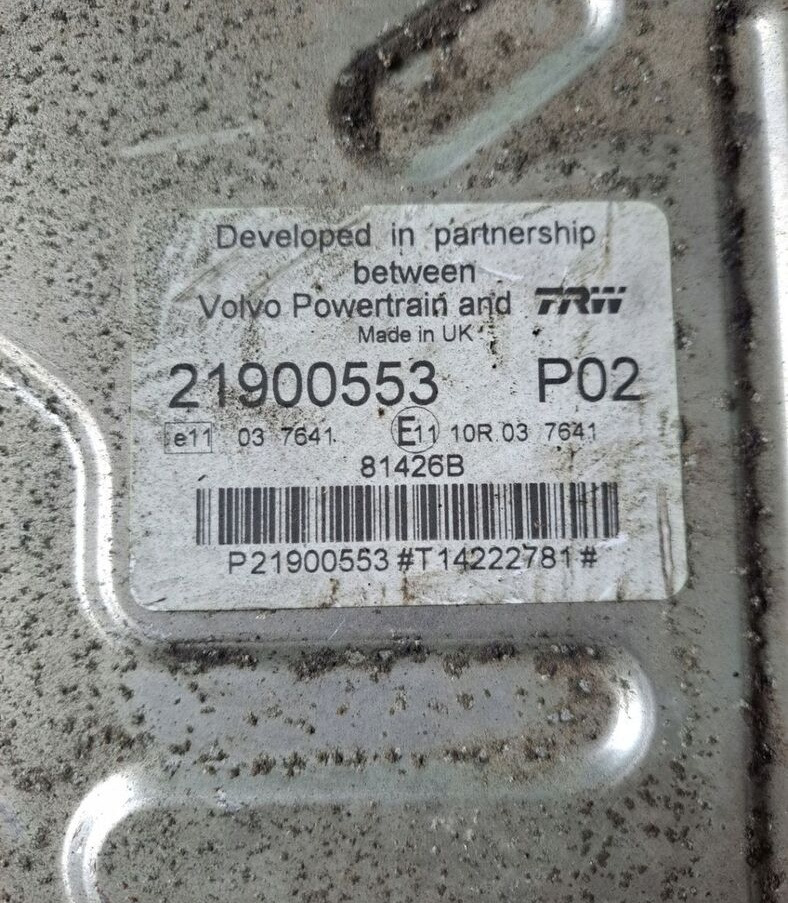 Developed in partnership
between
Volvo Powertrain and TRW
Made in UK
21900553 P02
e11 03 7641 E11 10R 03 7641
81426B
P21900553#T14222781#